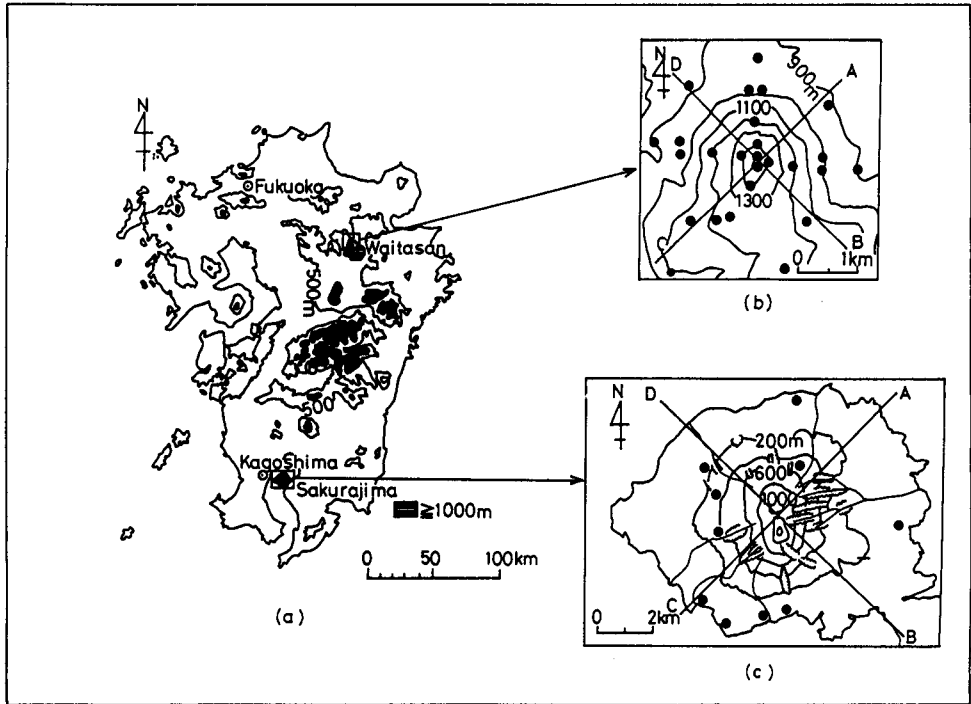 N
Fukuoka
Waitasan
500m
500
Kagoshima
Sakurajima
≧1000m
0 50 100km
(a)
N
D
900m
A
1100
1300
B
0 1km
(b)
N
D
A
200m
600
1000
C
0 2km
B
(c)